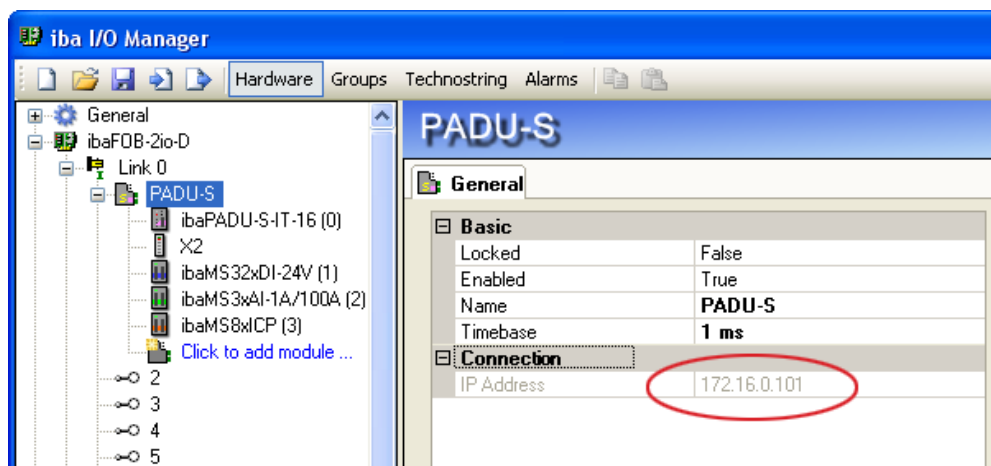 iba I/O Manager
Hardware Groups Technostring Alarms
General
ibaFOB-2io-D
Link 0
PADU-S
ibaPADU-S-IT-16 (0)
X2
ibaMS32xDI-24V (1)
ibaMS3xAI-1A/100A (2)
ibaMS8xICP (3)
Click to add module ...
2
3
4
5
PADU-S
General
Basic
Locked False
Enabled True
Name PADU-S
Timebase 1 ms
Connection
IP Address 172.16.0.101